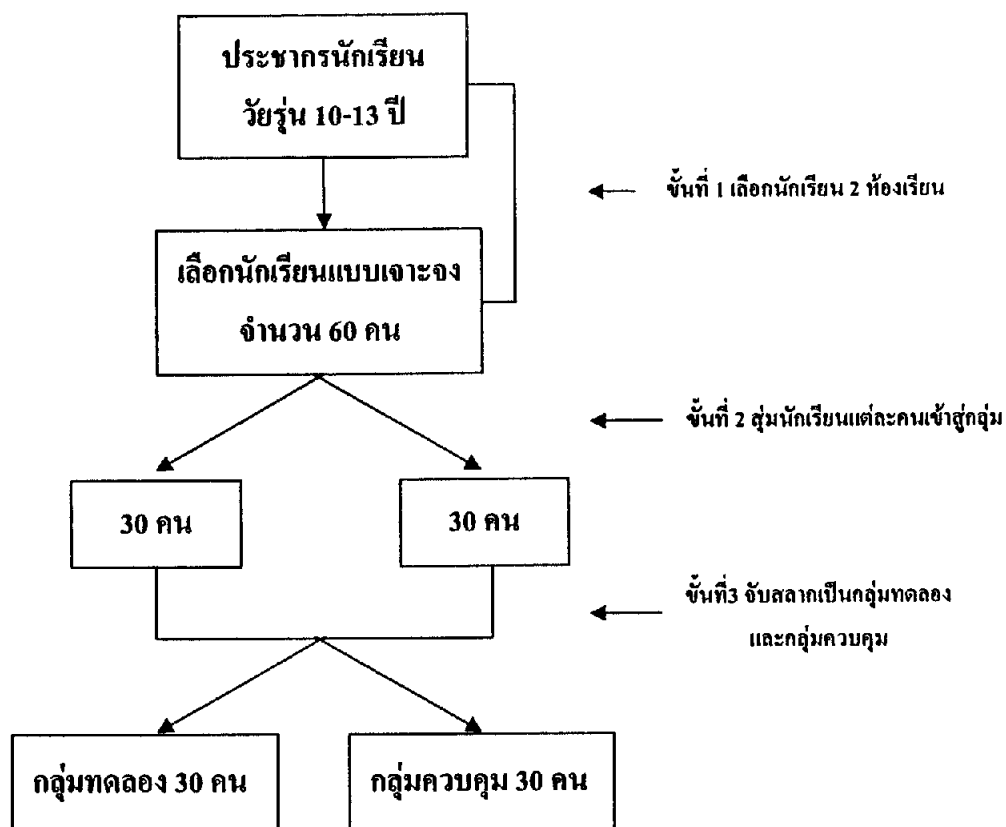 ประชากรนักเรียน
วัยรุ่น 10-13 ปี
ขั้นที่ 1 เลือกนักเรียน 2 ห้องเรียน
เลือกนักเรียนแบบเจาะจง
จำนวน 60 คน
ขั้นที่ 2 สุ่มนักเรียนแต่ละคนเข้าสู่กลุ่ม
30 คน
30 คน
ขั้นที่3 จับสลากเป็นกลุ่มทดลอง
และกลุ่มควบคุม
กลุ่มทดลอง 30 คน
กลุ่มควบคุม 30 คน